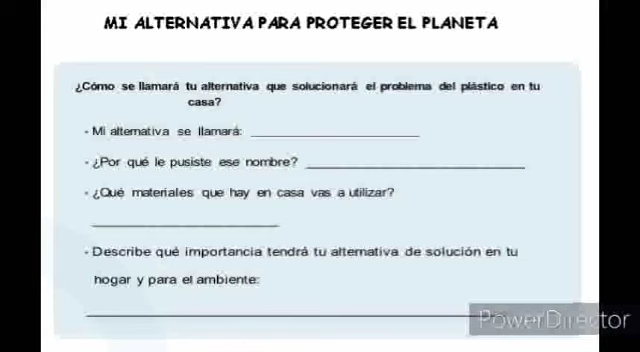 MI ALTERNATIVA PARA PROTEGER EL PLANETA
¿Cómo se llamará tu alternativa que solucionará el problema del plástico en tu
casa?
- Mi alternativa se llamará:
- ¿Por qué le pusiste ese nombre?
- ¿Qué materiales que hay en casa vas a utilizar?
- Describe qué importancia tendrá tu alternativa de solución en tu
hogar y para el ambiente:
PowerDirector